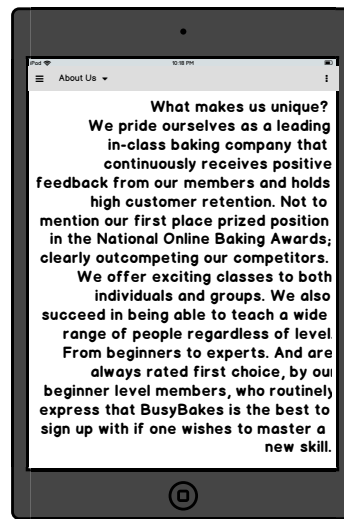 iPod 10:18 PM
About Us
What makes us unique?
We pride ourselves as a leading
in-class baking company that
continuously receives positive
feedback from our members and holds
high customer retention. Not to
mention our first place prized position
in the National Online Baking Awards;
clearly outcompeting our competitors.
We offer exciting classes to both
individuals and groups. We also
succeed in being able to teach a wide
range of people regardless of level.
From beginners to experts. And are
always rated first choice, by our
beginner level members, who routinely
express that BusyBakes is the best to
sign up with if one wishes to master a
new skill.